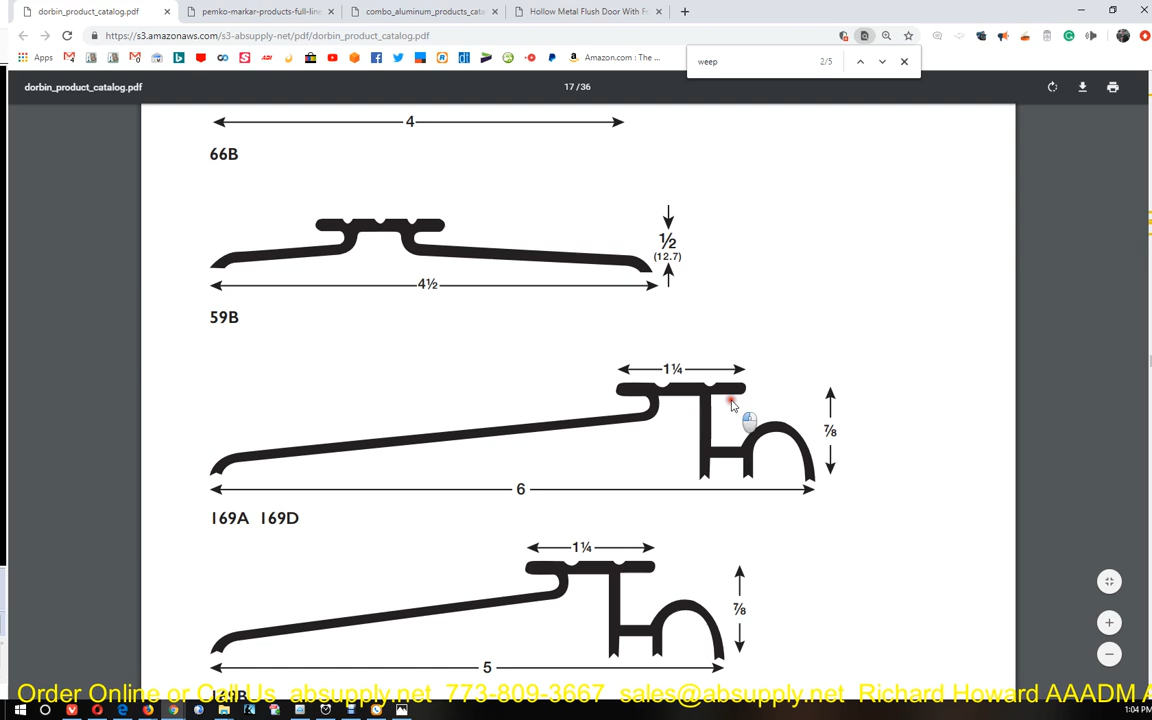 dorbin_product_catalog.pdf
pemko-markar-products-full-line
combo_aluminum_products_cata
Hollow Metal Flush Door With F
https://s3.amazonaws.com/s3-absupply-net/pdf/dorbin_product_catalog.pdf
Apps
Amazon.com : The ...
weep 2/5
dorbin_product_catalog.pdf
17 / 36
4
66B
½
(12.7)
4½
59B
1¼
⅞
6
169A 169D
1¼
⅞
5
149B
Order Online or Call Us absupply.net 773-809-3667 sales@absupply.net Richard Howard AAADM A
1:04 PM